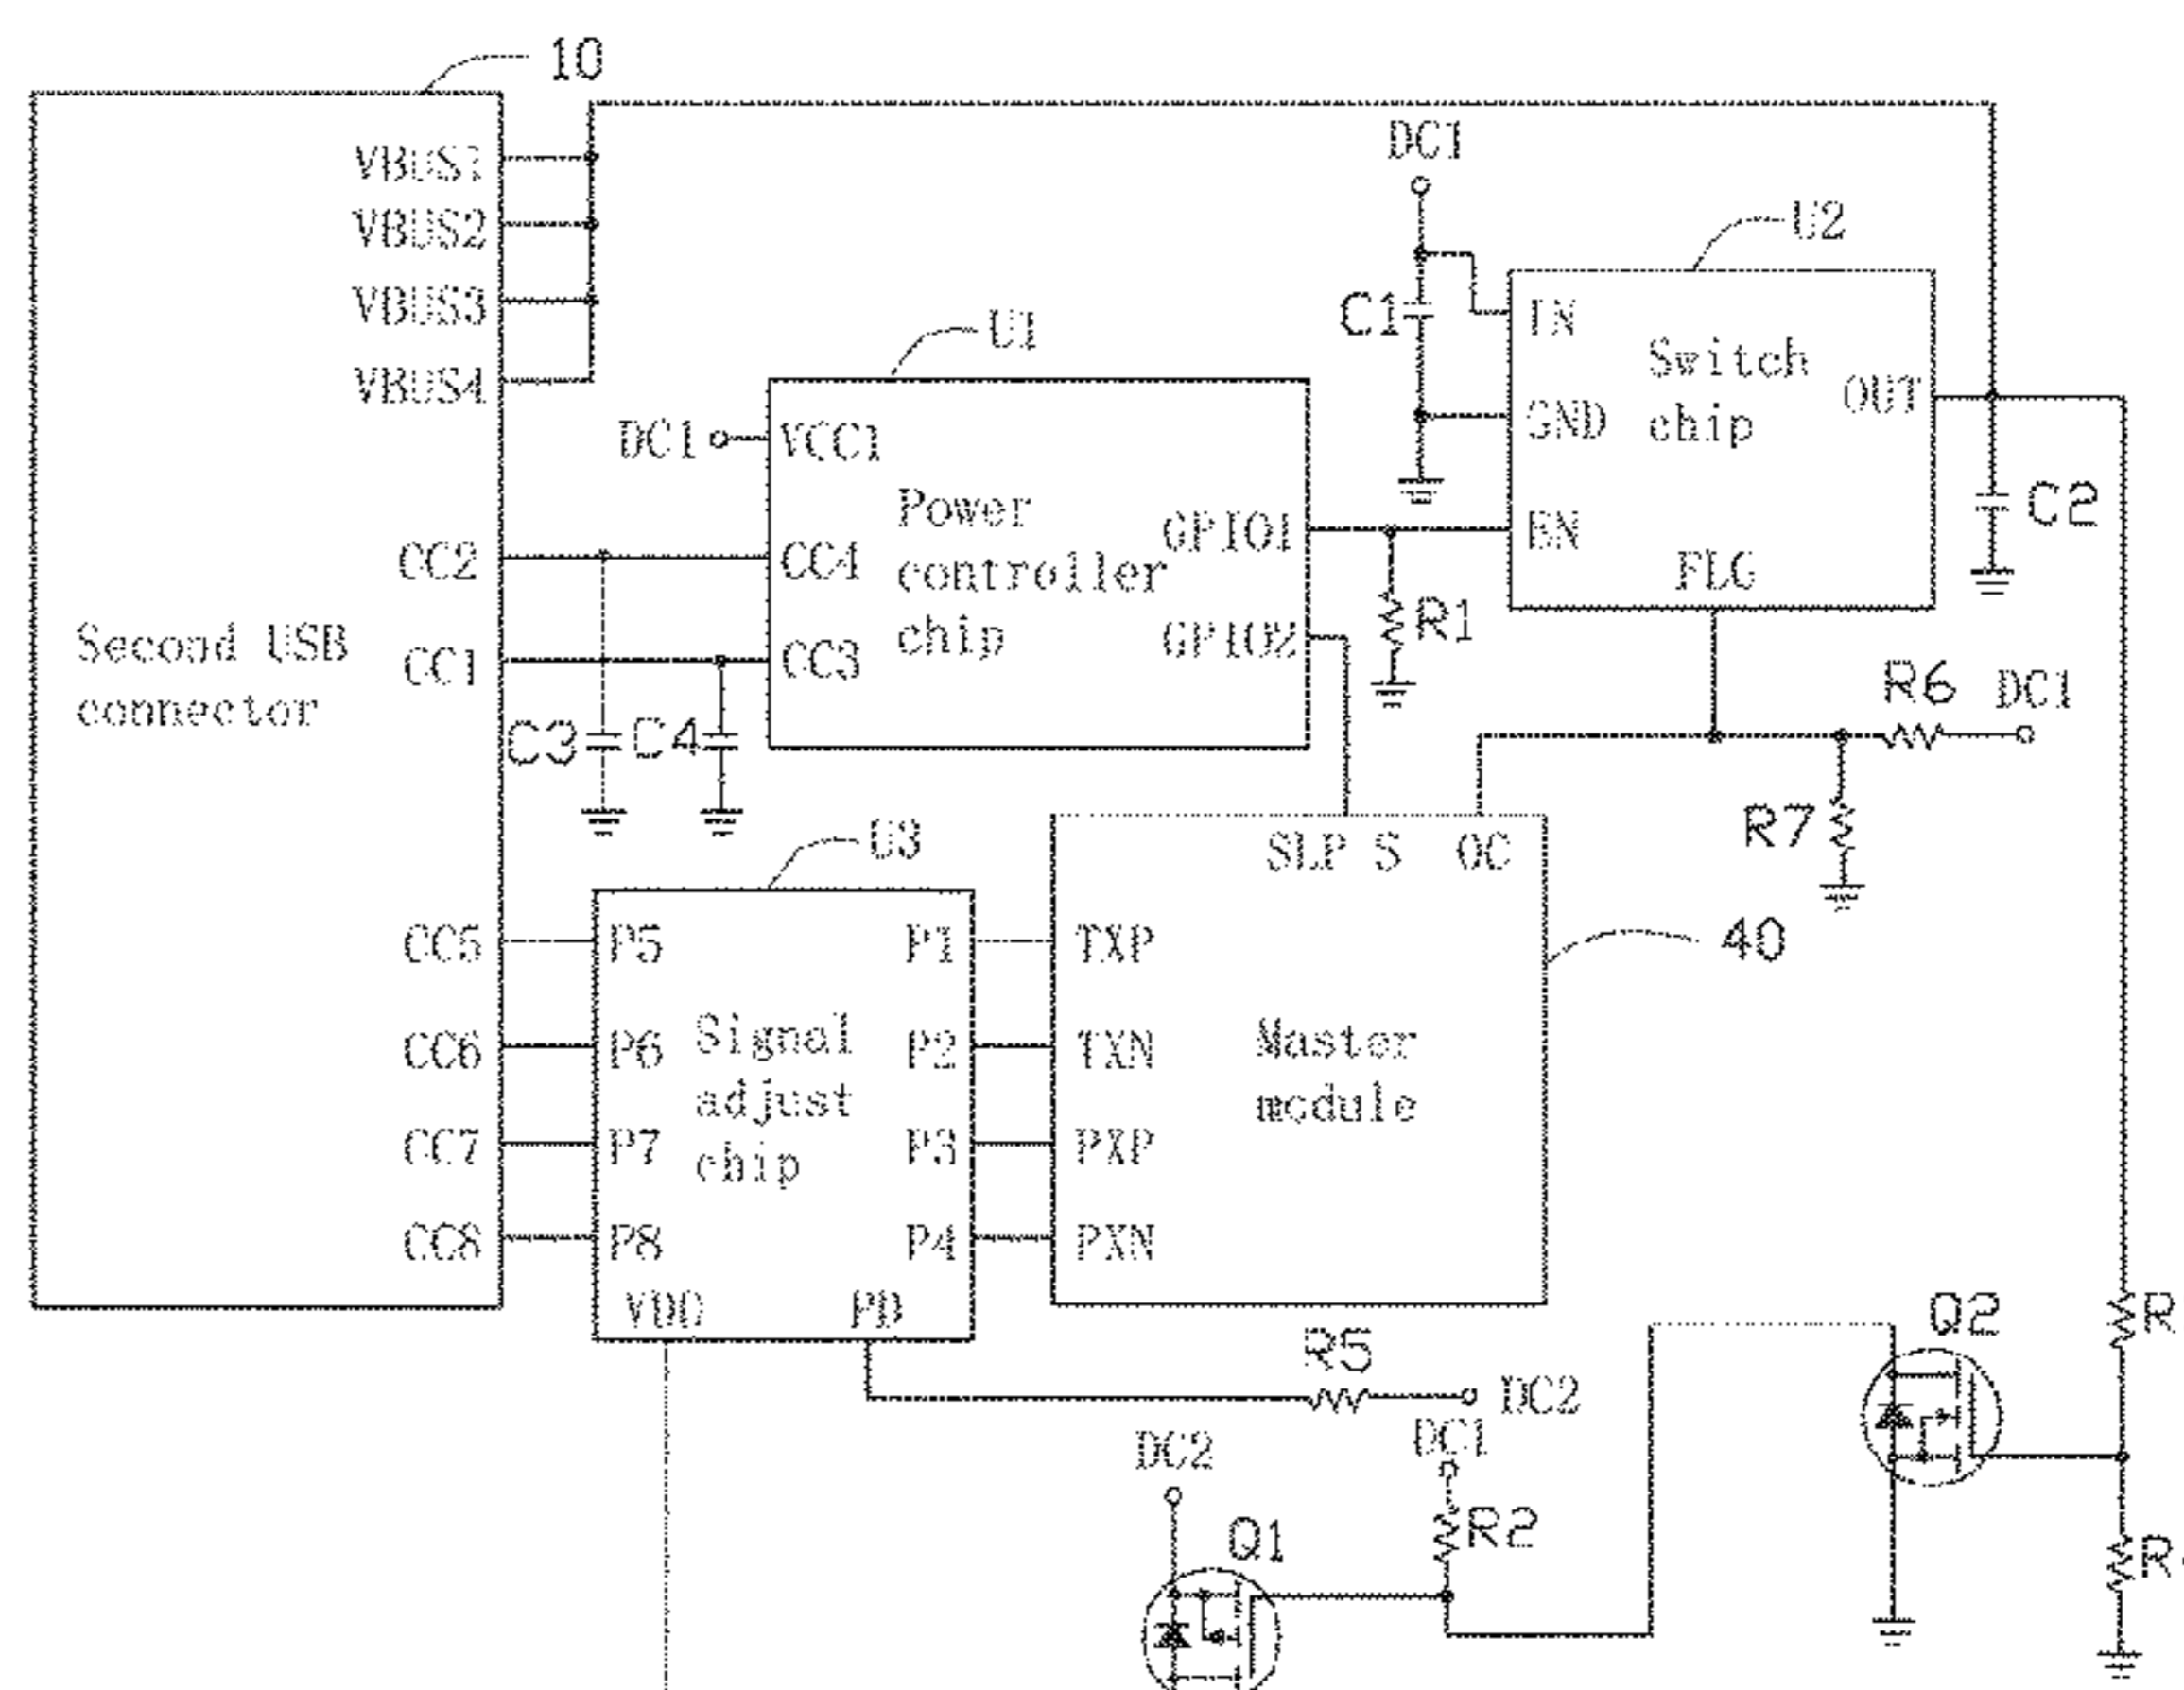 10
VBUS1
VBUS2
VBUS3
VBUS4
CC2
CC1
Second USB
connector
CC5
CC6
CC7
CC8
U1
DC1
VCC1
CC4
CC3
Power
controller
chip
GPIO1
GPIO2
C3
C4
DC1
C1
U2
IN
GND
EN
Switch
chip
OUT
FLG
C2
R1
R6
DC1
R7
U3
P5
P6
P7
P8
Signal
adjust
chip
P1
P2
P3
P4
VDD
PD
SLP S
OC
TXP
TXN
PXP
PXN
Master
module
40
R5
DC2
DC2
DC1
Q1
R2
Q2
R
R